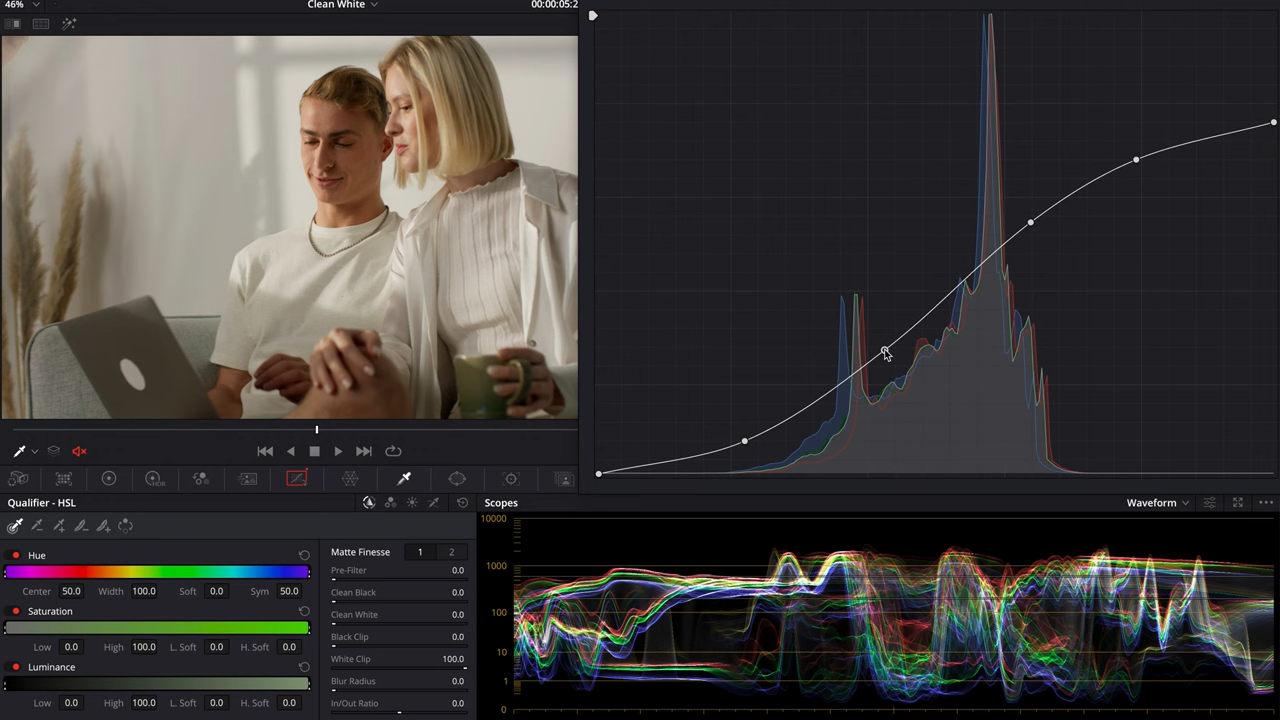 46%
Clean White
00:00:05:2
HDR
Qualifier - HSL
Scopes
Waveform
Hue
Center 50.0 Width 100.0 Soft 0.0 Sym 50.0
Saturation
Low 0.0 High 100.0 L. Soft 0.0 H. Soft 0.0
Luminance
Low 0.0 High 100.0 L. Soft 0.0 H. Soft 0.0
Matte Finesse 1 2
Pre-Filter 0.0
Clean Black 0.0
Clean White 0.0
Black Clip 0.0
White Clip 100.0
Blur Radius 0.0
In/Out Ratio 0.0
10000
1000
100
10
1
0